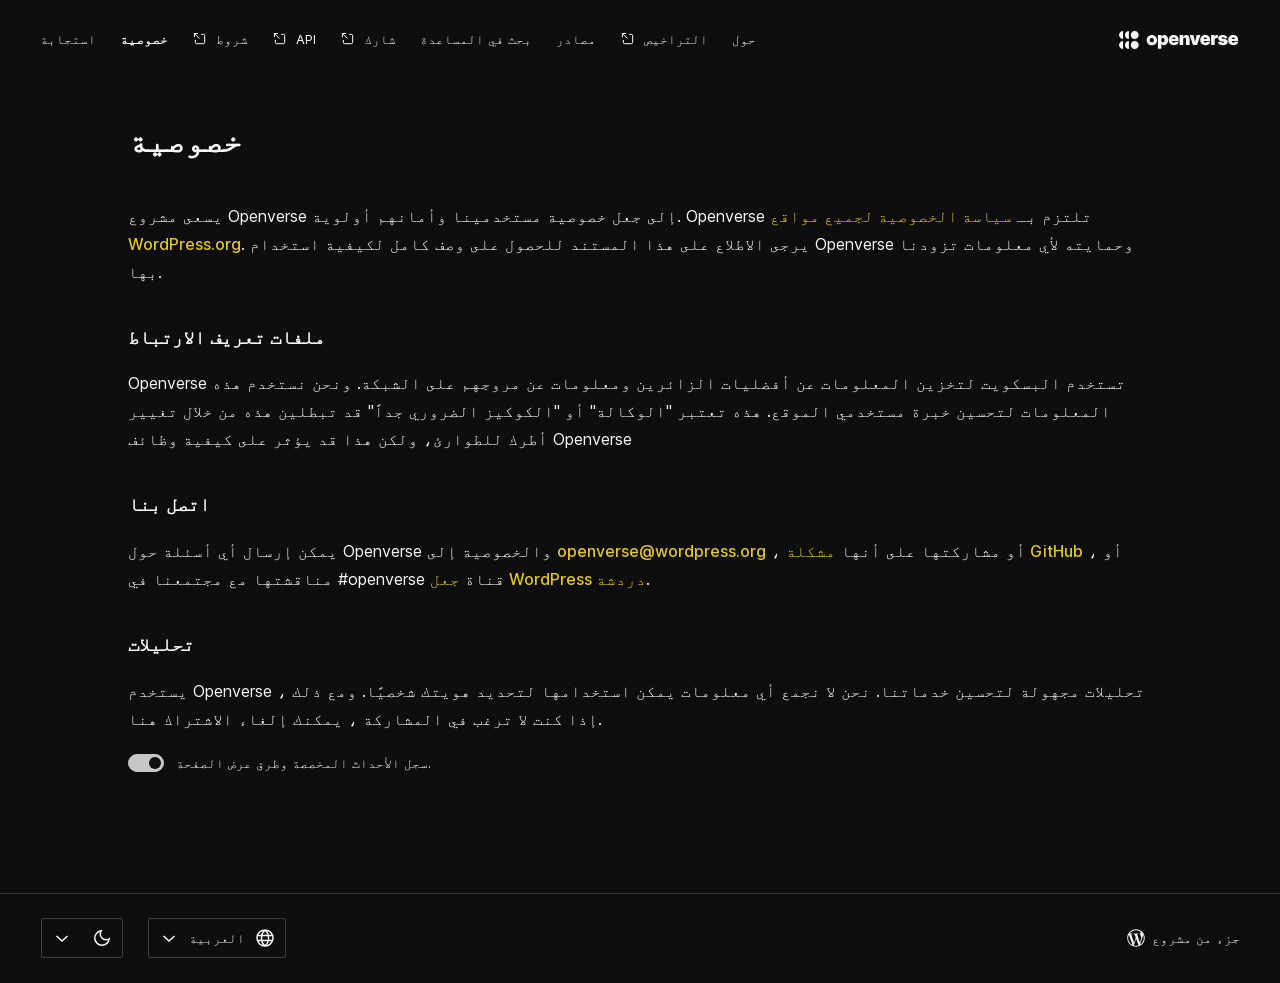 openverse
حول
التراخيص
مصادر
بحث في المساعدة
شارك
API
شروط
خصوصية
استجابة
خصوصية
يسعى مشروع Openverse إلى جعل خصوصية مستخدمينا وأمانهم أولوية. Openverse تلتزم بـ سياسة الخصوصية لجميع مواقع
WordPress.org. يرجى الاطلاع على هذا المستند للحصول على وصف كامل لكيفية استخدام Openverse وحمايته لأي معلومات تزودنا
بها.
ملفات تعريف الارتباط
Openverse تستخدم البسكويت لتخزين المعلومات عن أفضليات الزائرين ومعلومات عن مروجهم على الشبكة. ونحن نستخدم هذه
المعلومات لتحسين خبرة مستخدمي الموقع. هذه تعتبر "الوكالة" أو "الكوكيز الضروري جداً" قد تبطلين هذه من خلال تغيير
أطرك للطوارئ، ولكن هذا قد يؤثر على كيفية وظائف Openverse
اتصل بنا
يمكن إرسال أي أسئلة حول Openverse والخصوصية إلى openverse@wordpress.org ، أو مشاركتها على أنها مشكلة GitHub ، أو
مناقشتها مع مجتمعنا في #openverse قناة جعل WordPress دردشة.
تحليلات
يستخدم Openverse تحليلات مجهولة لتحسين خدماتنا. نحن لا نجمع أي معلومات يمكن استخدامها لتحديد هويتك شخصيًا. ومع ذلك ،
إذا كنت لا ترغب في المشاركة ، يمكنك إلغاء الاشتراك هنا.
سجل الأحداث المخصصة وطرق عرض الصفحة.
جزء من مشروع
العربية